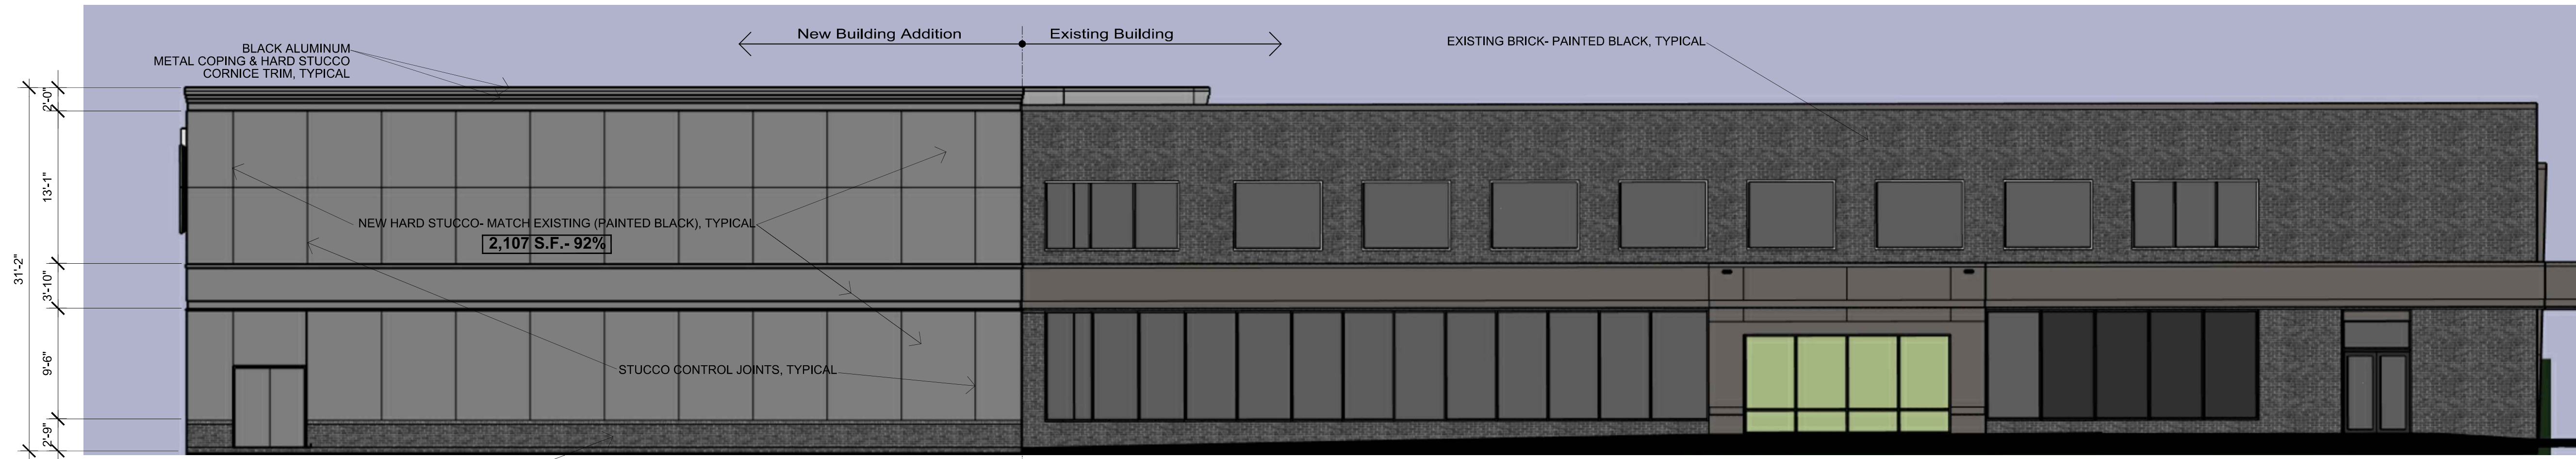 New Building Addition
Existing Building
BLACK ALUMINUM
METAL COPING & HARD STUCCO
CORNICE TRIM, TYPICAL
EXISTING BRICK- PAINTED BLACK, TYPICAL
2'-0"
13'-1"
31'-2"
3'-10"
9'-6"
2'-9"
NEW HARD STUCCO- MATCH EXISTING (PAINTED BLACK), TYPICAL
2,107 S.F.- 92%
STUCCO CONTROL JOINTS, TYPICAL